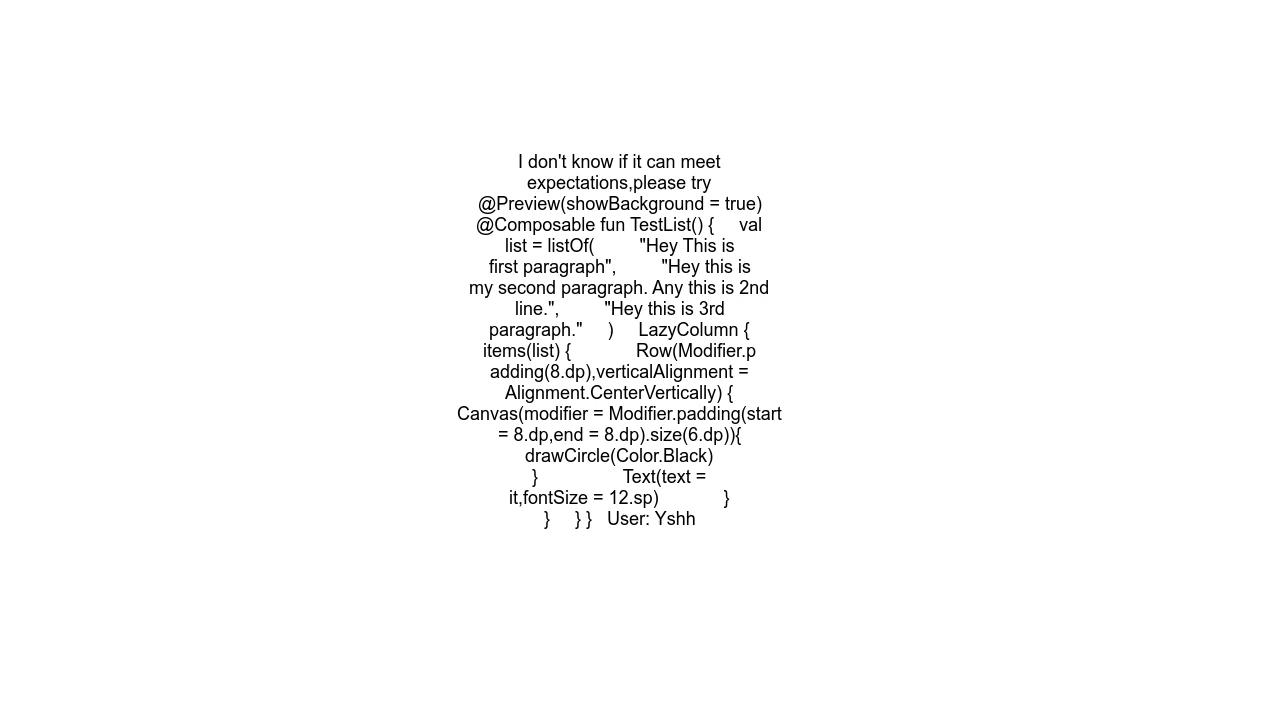 I don't know if it can meet
expectations,please try
@Preview(showBackground = true)
@Composable fun TestList() {     val
list = listOf(         "Hey This is
first paragraph",         "Hey this is
my second paragraph. Any this is 2nd
line.",         "Hey this is 3rd
paragraph."     )     LazyColumn {
items(list) {             Row(Modifier.p
adding(8.dp),verticalAlignment =
Alignment.CenterVertically) {
Canvas(modifier = Modifier.padding(start
= 8.dp,end = 8.dp).size(6.dp)){
drawCircle(Color.Black)
}                 Text(text =
it,fontSize = 12.sp)             }
}     } }   User: Yshh